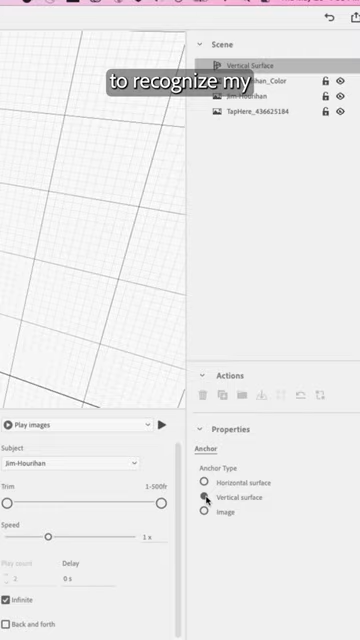 Scene
Vertical Surface
to recognize my
_Color
Jim-Hourihan
TapHere_436625184
Actions
Play images
Subject
Jim-Hourihan
Trim
1-500fr
Speed
1 x
Play count
Delay
2
0 s
Infinite
Back and forth
Properties
Anchor
Anchor Type
Horizontal surface
Vertical surface
Image